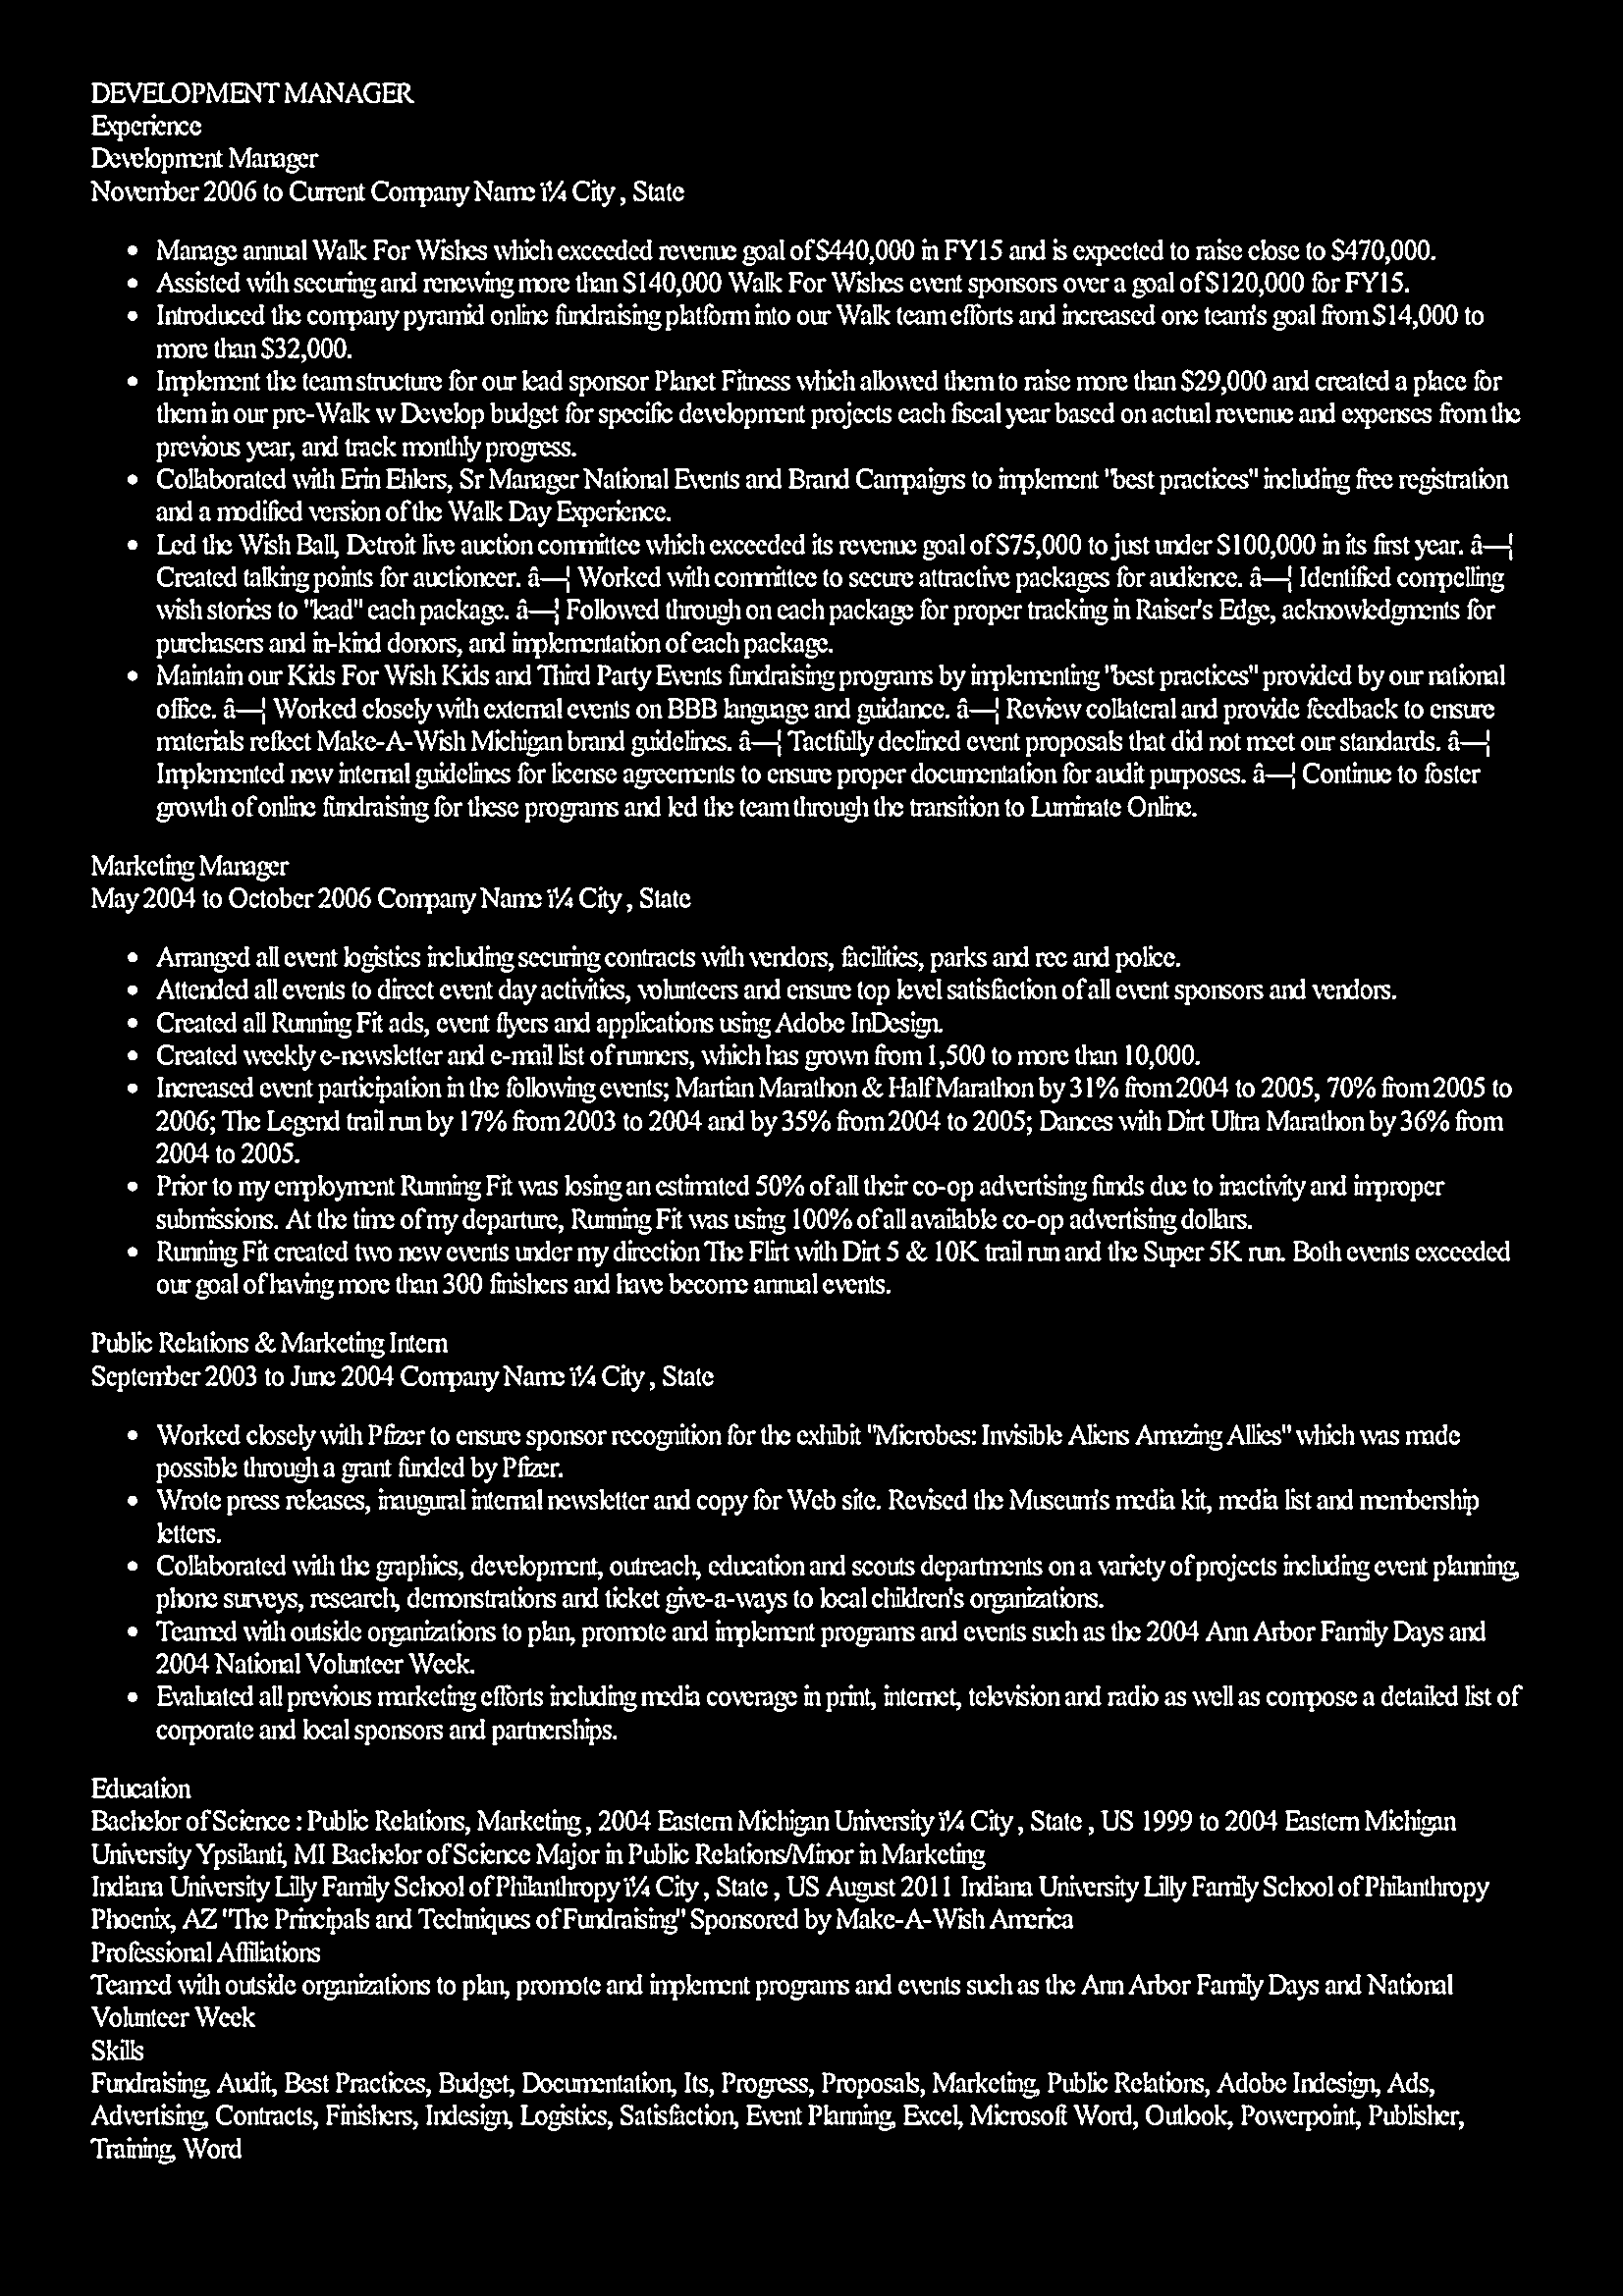 DEVELOPMENT MANAGER
Experience
Development Manager
November 2006 to Current Company Name ï¼ City , State
• Manage annual Walk For Wishes which exceeded revenue goal of $440,000 in FY15 and is expected to raise close to $470,000.
• Assisted with securing and renewing more than $140,000 Walk For Wishes event sponsors over a goal of $120,000 for FY15.
• Introduced the company pyramid online fundraising platform into our Walk team efforts and increased one team's goal from $14,000 to
more than $32,000.
• Implement the team structure for our lead sponsor Planet Fitness which allowed them to raise more than $29,000 and created a place for
them in our pre-Walk w Develop budget for specific development projects each fiscal year based on actual revenue and expenses from the
previous year, and track monthly progress.
• Collaborated with Erin Ehlers, Sr Manager National Events and Brand Campaigns to implement "best practices" including free registration
and a modified version of the Walk Day Experience.
• Led the Wish Ball, Detroit live auction committee which exceeded its revenue goal of $75,000 to just under $100,000 in its first year. â—¦
Created talking points for auctioneer. â—¦ Worked with committee to secure attractive packages for audience. â—¦ Identified compelling
wish stories to "lead" each package. â—¦ Followed through on each package for proper tracking in Raiser's Edge, acknowledgments for
purchasers and in-kind donors, and implementation of each package.
• Maintain our Kids For Wish Kids and Third Party Events fundraising programs by implementing "best practices" provided by our national
office. â—¦ Worked closely with external events on BBB language and guidance. â—¦ Review collateral and provide feedback to ensure
materials reflect Make-A-Wish Michigan brand guidelines. â—¦ Tactfully declined event proposals that did not meet our standards. â—¦
Implemented new internal guidelines for license agreements to ensure proper documentation for audit purposes. â—¦ Continue to foster
growth of online fundraising for these programs and led the team through the transition to Luminate Online.
Marketing Manager
May 2004 to October 2006 Company Name ï¼ City , State
• Arranged all event logistics including securing contracts with vendors, facilities, parks and rec and police.
• Attended all events to direct event day activities, volunteers and ensure top level satisfaction of all event sponsors and vendors.
• Created all Running Fit ads, event flyers and applications using Adobe InDesign.
• Created weekly e-newsletter and e-mail list of runners, which has grown from 1,500 to more than 10,000.
• Increased event participation in the following events; Martian Marathon & Half Marathon by 31% from 2004 to 2005, 70% from 2005 to
2006; The Legend trail run by 17% from 2003 to 2004 and by 35% from 2004 to 2005; Dances with Dirt Ultra Marathon by 36% from
2004 to 2005.
• Prior to my employment Running Fit was losing an estimated 50% of all their co-op advertising funds due to inactivity and improper
submissions. At the time of my departure, Running Fit was using 100% of all available co-op advertising dollars.
• Running Fit created two new events under my direction The Flirt with Dirt 5 & 10K trail run and the Super 5K run. Both events exceeded
our goal of having more than 300 finishers and have become annual events.
Public Relations & Marketing Intern
September 2003 to June 2004 Company Name ï¼ City , State
• Worked closely with Pfizer to ensure sponsor recognition for the exhibit "Microbes: Invisible Aliens Amazing Allies" which was made
possible through a grant funded by Pfizer.
• Wrote press releases, inaugural internal newsletter and copy for Web site. Revised the Museum's media kit, media list and membership
letters.
• Collaborated with the graphics, development, outreach, education and scouts departments on a variety of projects including event planning,
phone surveys, research, demonstrations and ticket give-a-ways to local children's organizations.
• Teamed with outside organizations to plan, promote and implement programs and events such as the 2004 Ann Arbor Family Days and
2004 National Volunteer Week.
• Evaluated all previous marketing efforts including media coverage in print, internet, television and radio as well as compose a detailed list of
corporate and local sponsors and partnerships.
Education
Bachelor of Science : Public Relations, Marketing , 2004 Eastern Michigan University ï¼ City , State , US 1999 to 2004 Eastern Michigan
University Ypsilanti, MI Bachelor of Science Major in Public Relations/Minor in Marketing
Indiana University Lilly Family School of Philanthropy ï¼ City , State , US August 2011 Indiana University Lilly Family School of Philanthropy
Phoenix, AZ "The Principals and Techniques of Fundraising" Sponsored by Make-A-Wish America
Professional Affiliations
Teamed with outside organizations to plan, promote and implement programs and events such as the Ann Arbor Family Days and National
Volunteer Week
Skills
Fundraising, Audit, Best Practices, Budget, Documentation, Its, Progress, Proposals, Marketing, Public Relations, Adobe Indesign, Ads,
Advertising, Contracts, Finishers, Indesign, Logistics, Satisfaction, Event Planning, Excel, Microsoft Word, Outlook, Powerpoint, Publisher,
Training, Word